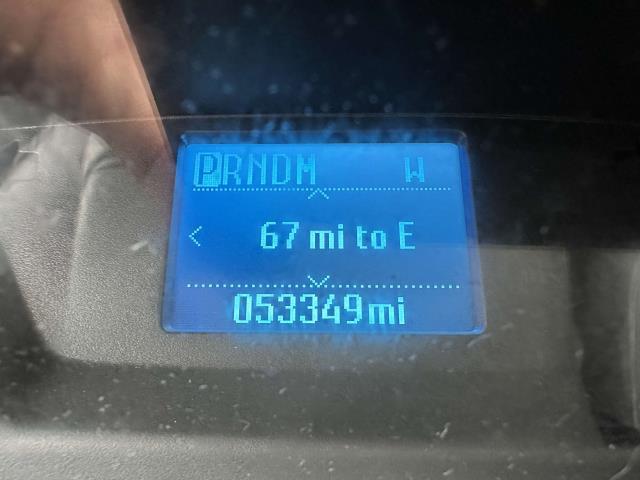 PRNDM W
< 67 mi to E
053349mi